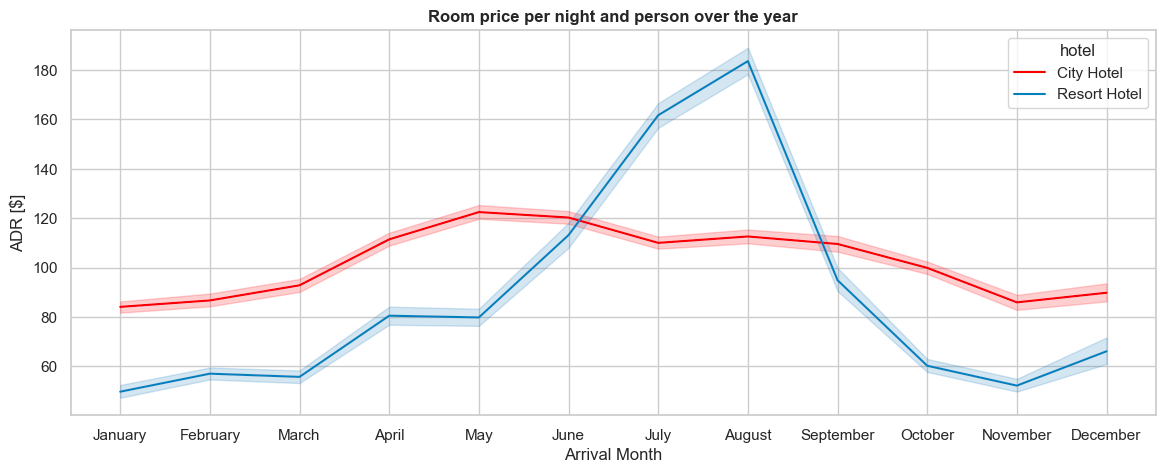 Room price per night and person over the year
hotel
City Hotel
Resort Hotel
ADR [$]
180
160
140
120
100
80
60
January February March April May June July August September October November December
Arrival Month